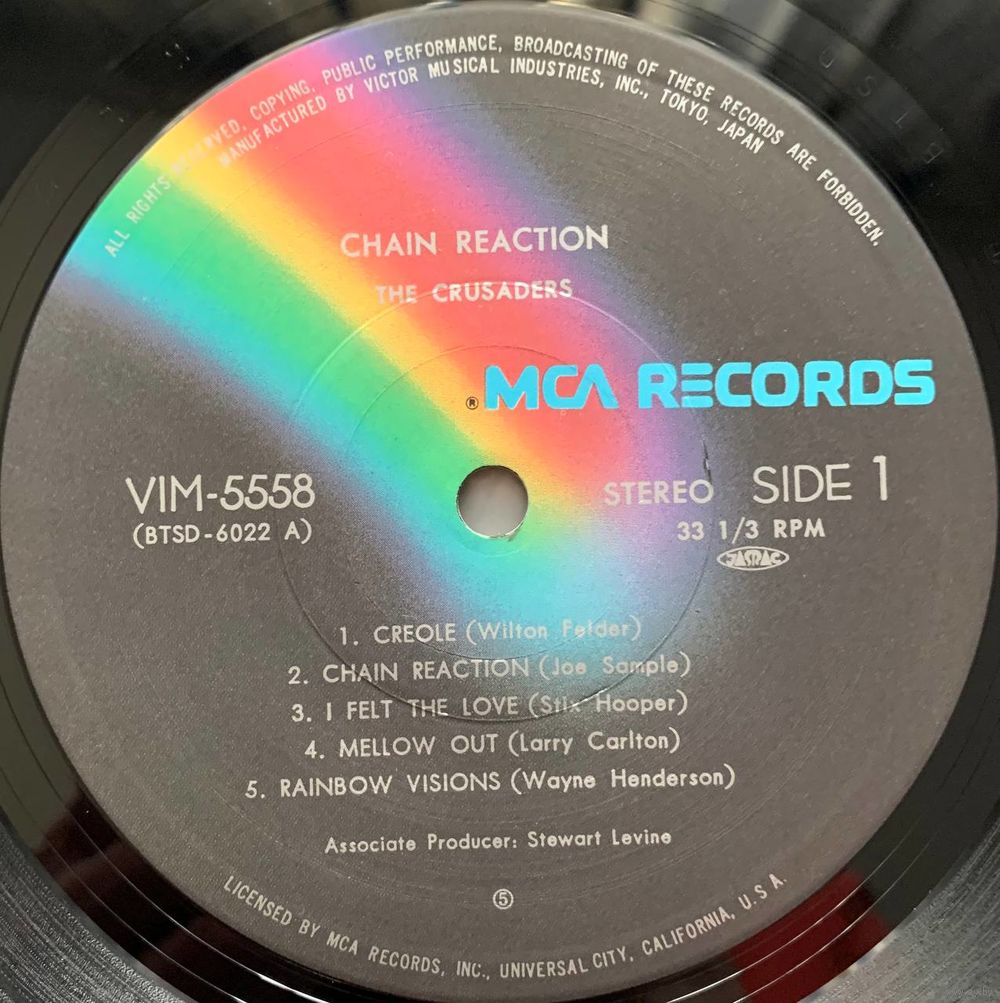 ALL RIGHTS RESERVED, COPYING, PUBLIC PERFORMANCE, BROADCASTING OF THESE RECORDS ARE FORBIDDEN.
MANUFACTURED BY VICTOR MUSICAL INDUSTRIES, INC., TOKYO, JAPAN
CHAIN REACTION
THE CRUSADERS
® MCA RECORDS
VIM-5558
(BTSD-6022 A)
STEREO SIDE 1
33 1/3 RPM
JASRAC
1. CREOLE (Wilton Felder)
2. CHAIN REACTION (Joe Sample)
3. I FELT THE LOVE (Stix Hooper)
4. MELLOW OUT (Larry Carlton)
5. RAINBOW VISIONS (Wayne Henderson)
Associate Producer: Stewart Levine
⑤
LICENSED BY MCA RECORDS, INC., UNIVERSAL CITY, CALIFORNIA, U.S.A.